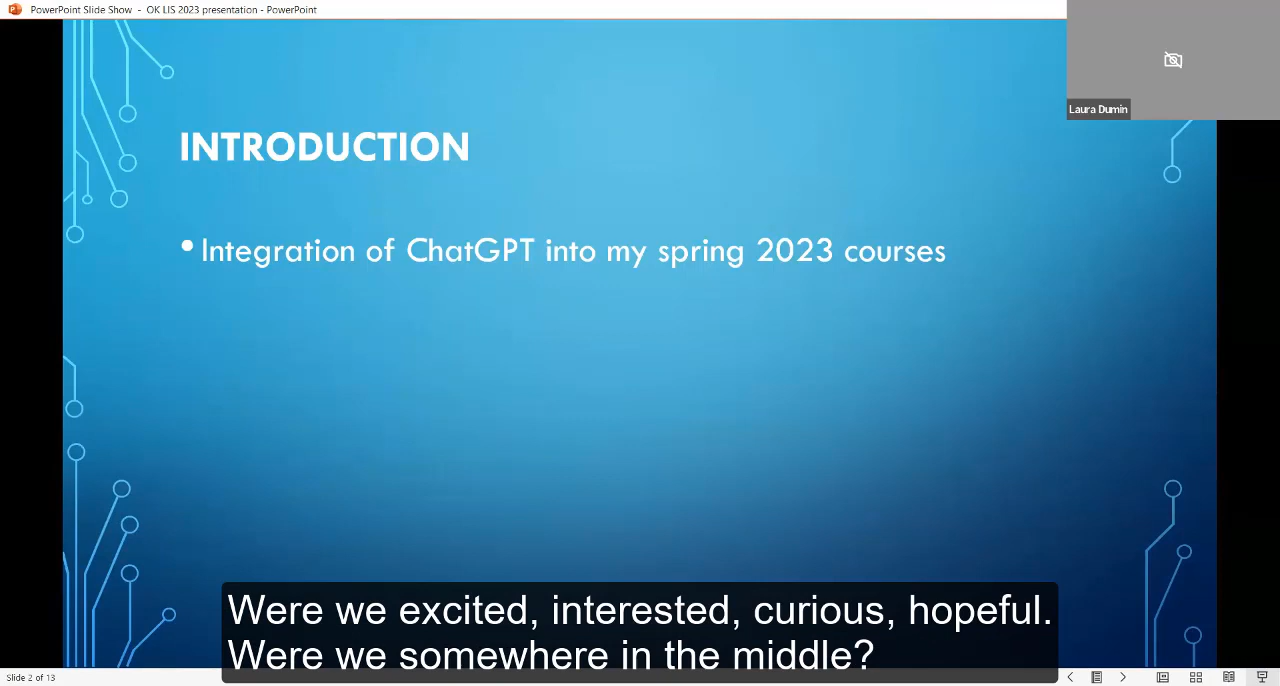 PowerPoint Slide Show - OK LIS 2023 presentation - PowerPoint
Laura Dumin
INTRODUCTION
• Integration of ChatGPT into my spring 2023 courses
Were we excited, interested, curious, hopeful.
Were we somewhere in the middle?
Slide 2 of 13